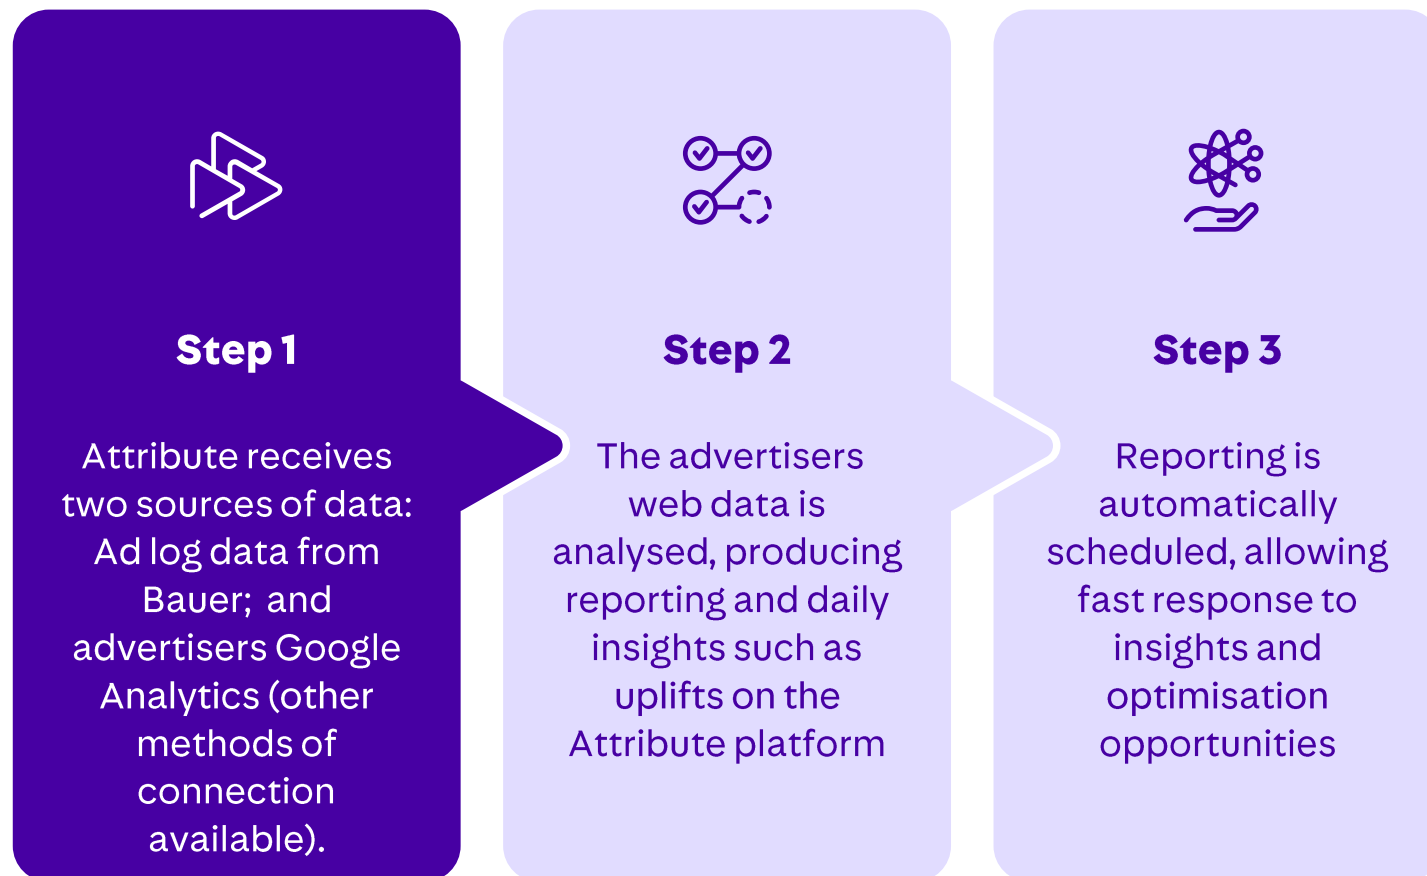 Step 1
Attribute receives
two sources of data:
Ad log data from
Bauer;  and
advertisers Google
Analytics (other
methods of
connection
available).
Step 2
The advertisers
web data is
analysed, producing
reporting and daily
insights such as
uplifts on the
Attribute platform
Step 3
Reporting is
automatically
scheduled, allowing
fast response to
insights and
optimisation
opportunities